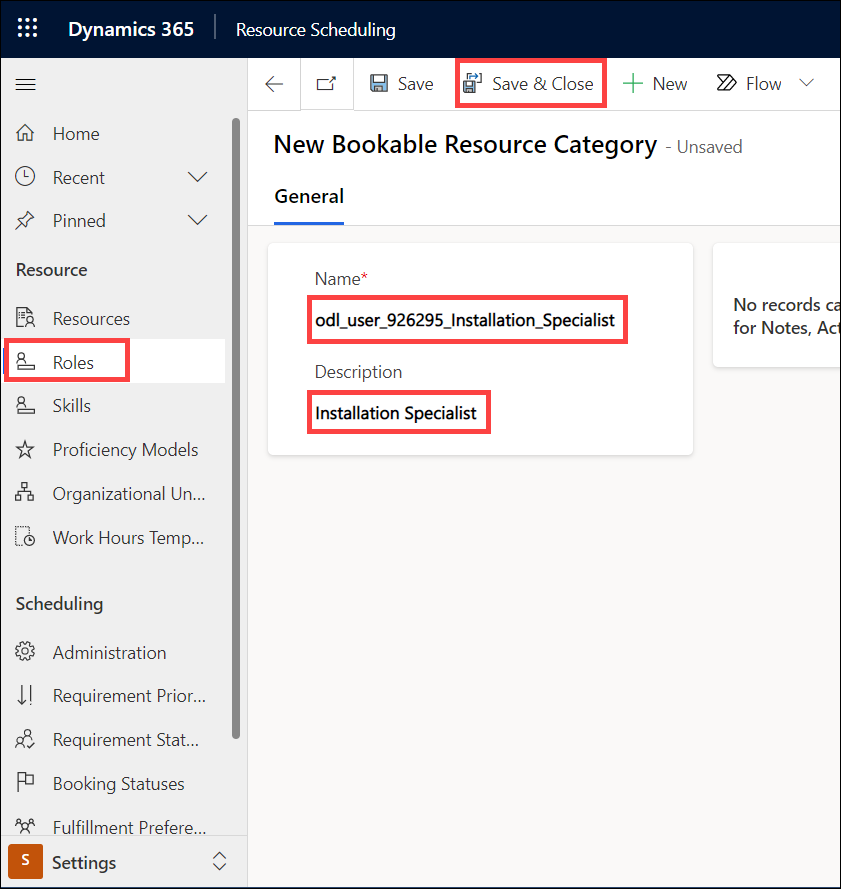 Dynamics 365 Resource Scheduling
Save Save & Close New Flow
Home
Recent
Pinned
Resource
Resources
Roles
Skills
Proficiency Models
Organizational Un...
Work Hours Temp...
Scheduling
Administration
Requirement Prior...
Requirement Stat...
Booking Statuses
Fulfillment Prefere...
S Settings
New Bookable Resource Category - Unsaved
General
Name*
odl_user_926295_Installation_Specialist
Description
Installation Specialist
No records ca
for Notes, Act